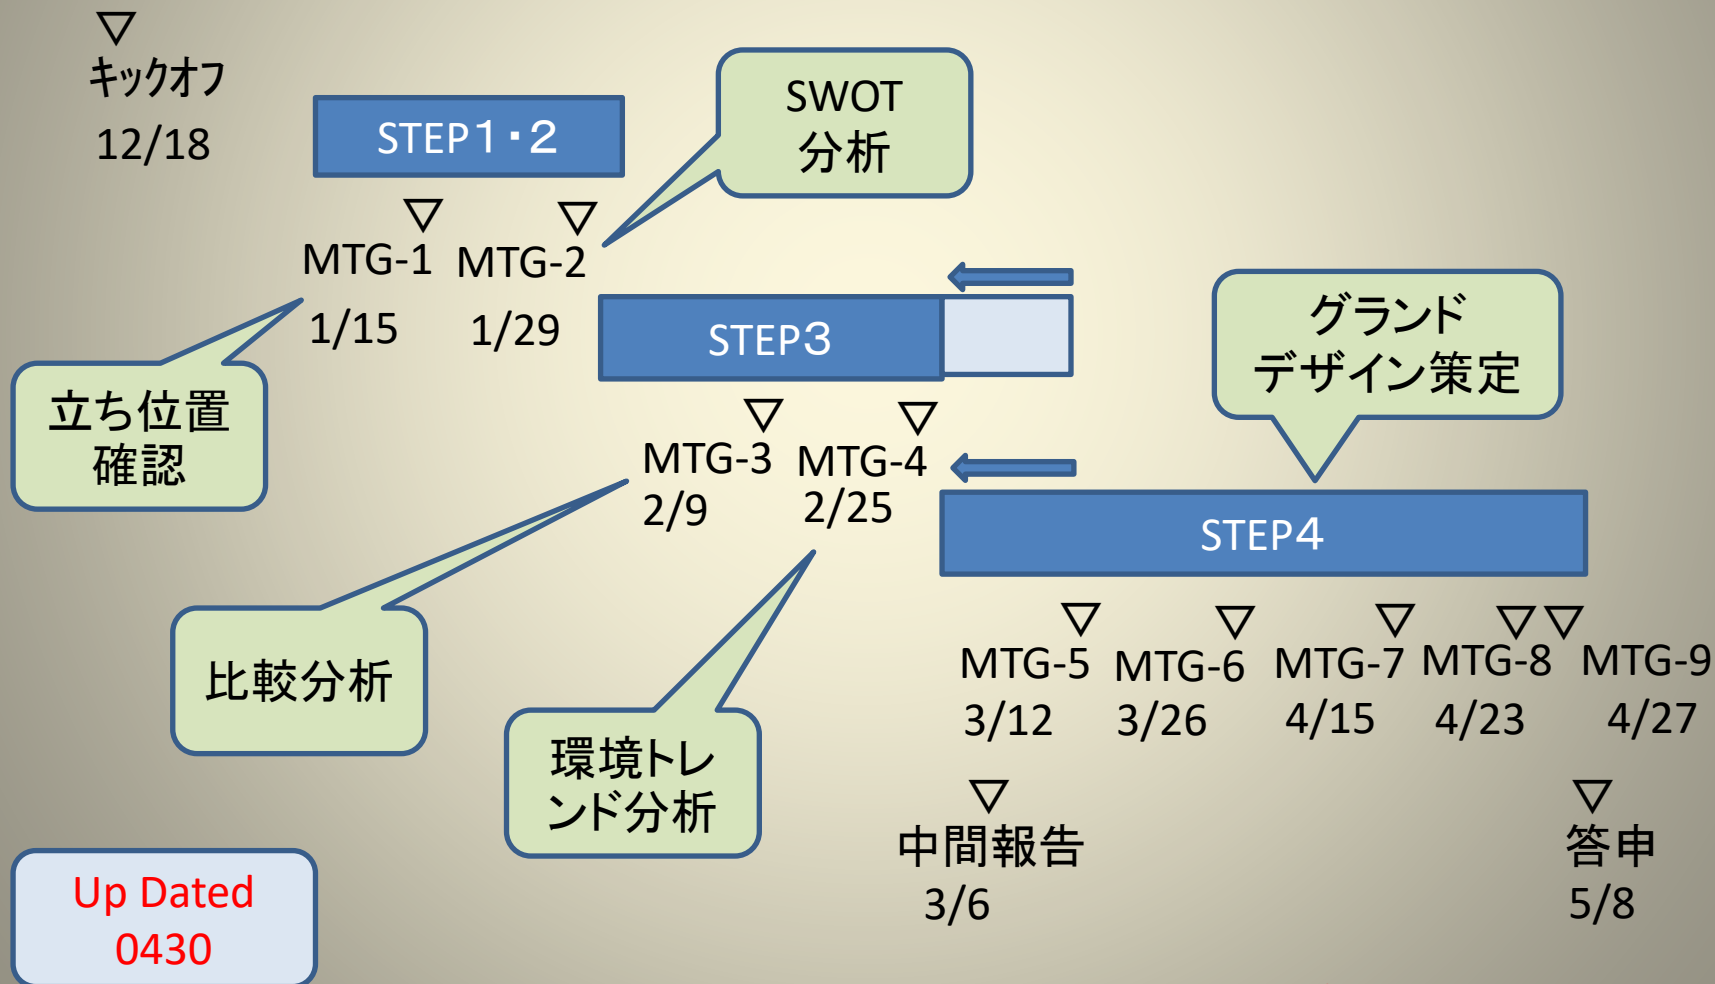 ▽
キックオフ
12/18
STEP1・2
SWOT
分析
▽ ▽
MTG-1 MTG-2
1/15 1/29
立ち位置
確認
STEP3
▽ ▽
MTG-3 MTG-4
2/9 2/25
グランド
デザイン策定
STEP4
比較分析
環境トレ
ンド分析
▽ ▽ ▽ ▽ ▽
MTG-5 MTG-6 MTG-7 MTG-8 MTG-9
3/12 3/26 4/15 4/23 4/27
▽
中間報告
3/6
▽
答申
5/8
Up Dated
0430